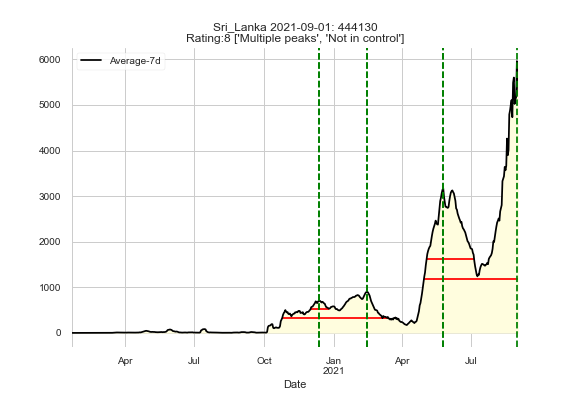 Sri_Lanka 2021-09-01: 444130
Rating:8 ['Multiple peaks', 'Not in control']
Average-7d
6000
5000
4000
3000
2000
1000
0
Apr Jul Oct Jan Apr Jul
2021
Date